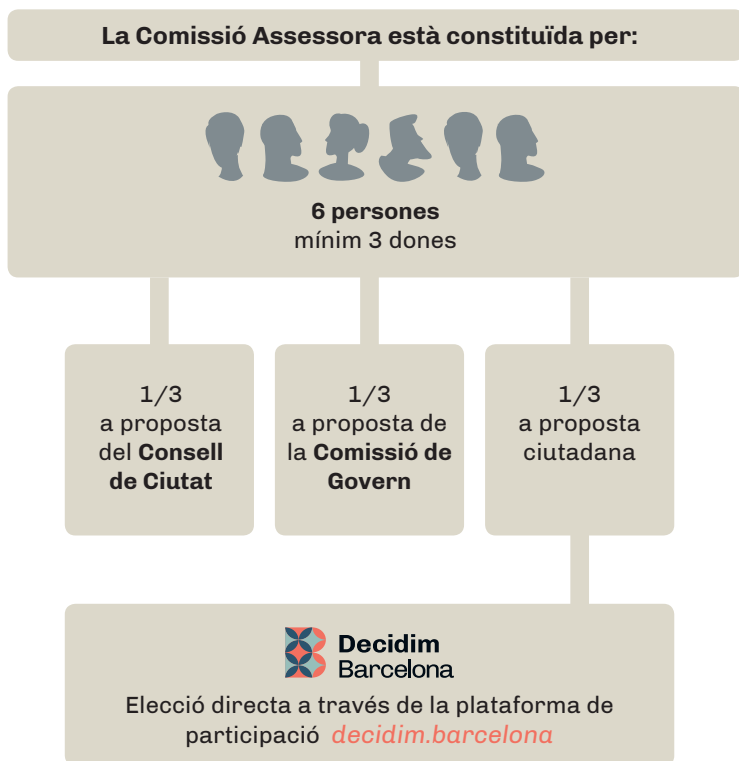 La Comissió Assessora està constituïda per:
6 persones
mínim 3 dones
1/3
a proposta
del Consell
de Ciutat
1/3
a proposta de
la Comissió de
Govern
1/3
a proposta
ciutadana
Decidim
Barcelona
Elecció directa a través de la plataforma de
participació decidim.barcelona